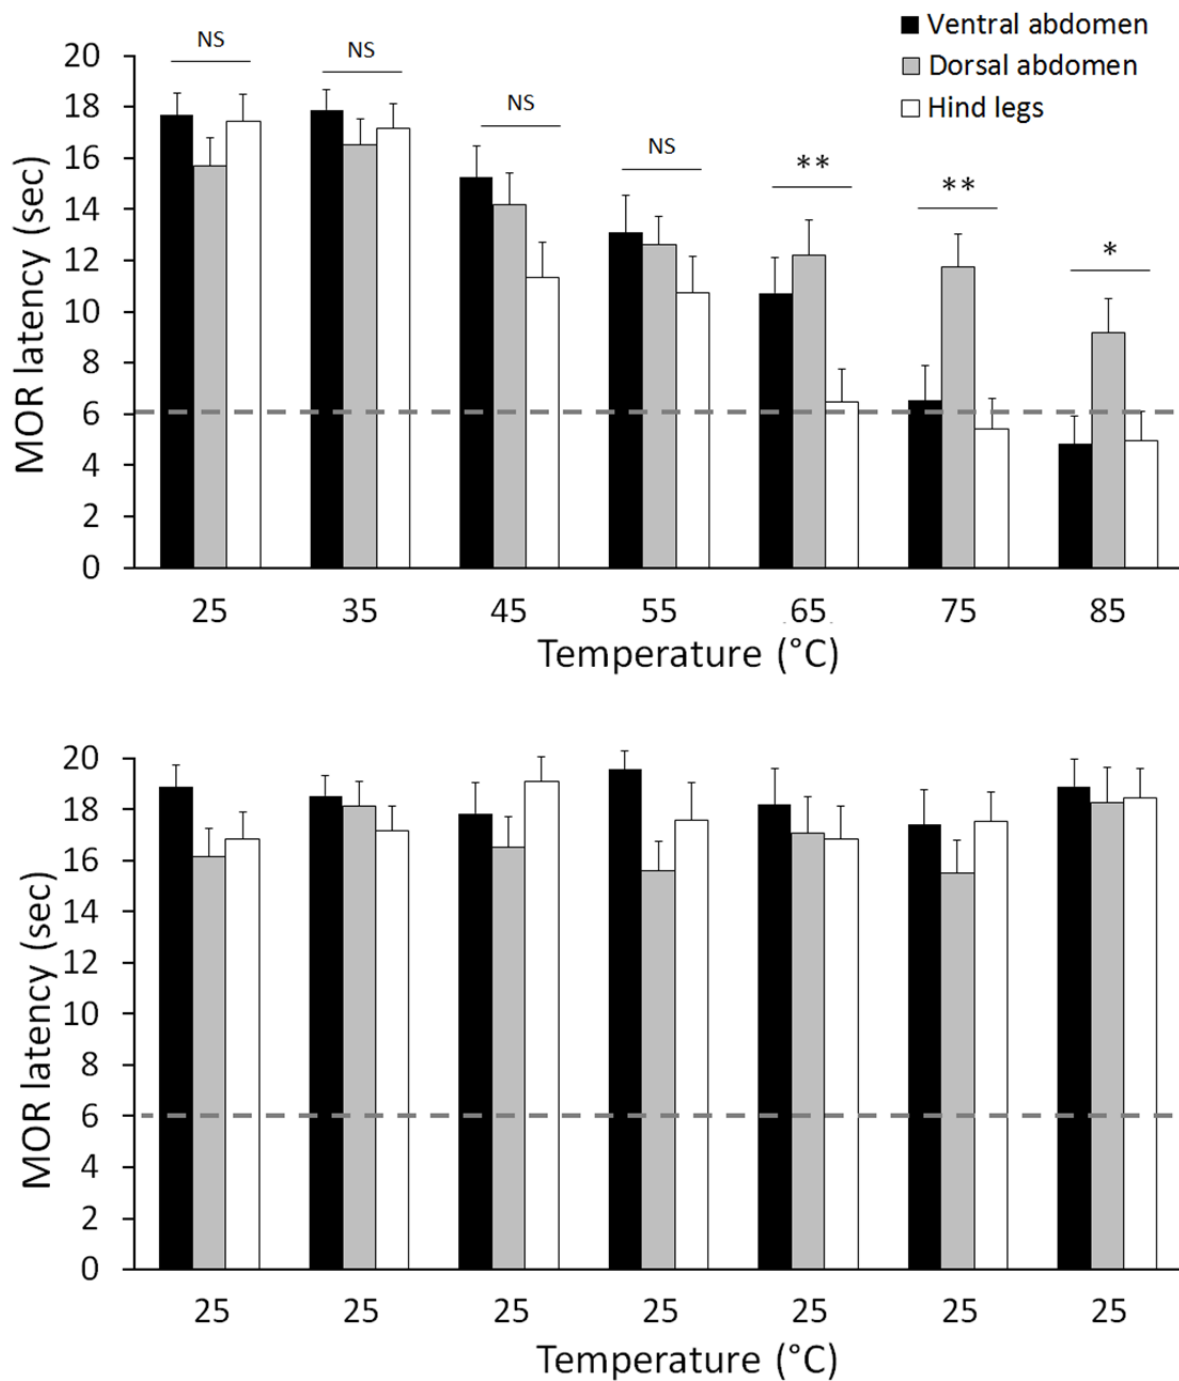 Ventral abdomen
Dorsal abdomen
Hind legs
NS
NS
NS
NS
**
**
*
MOR latency (sec)
20
18
16
14
12
10
8
6
4
2
0
25 35 45 55 65 75 85
Temperature (°C)
MOR latency (sec)
20
18
16
14
12
10
8
6
4
2
0
25 25 25 25 25 25 25
Temperature (°C)